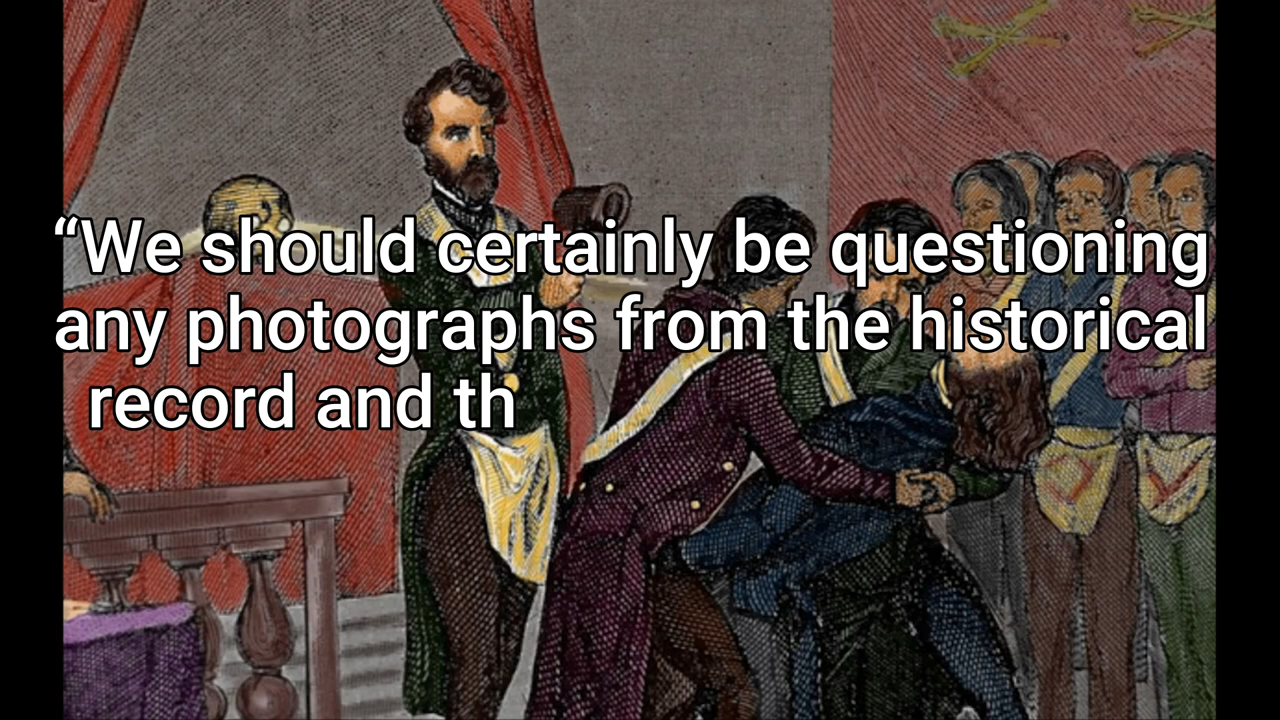 “We should certainly be questioning
any photographs from the historical
record and th